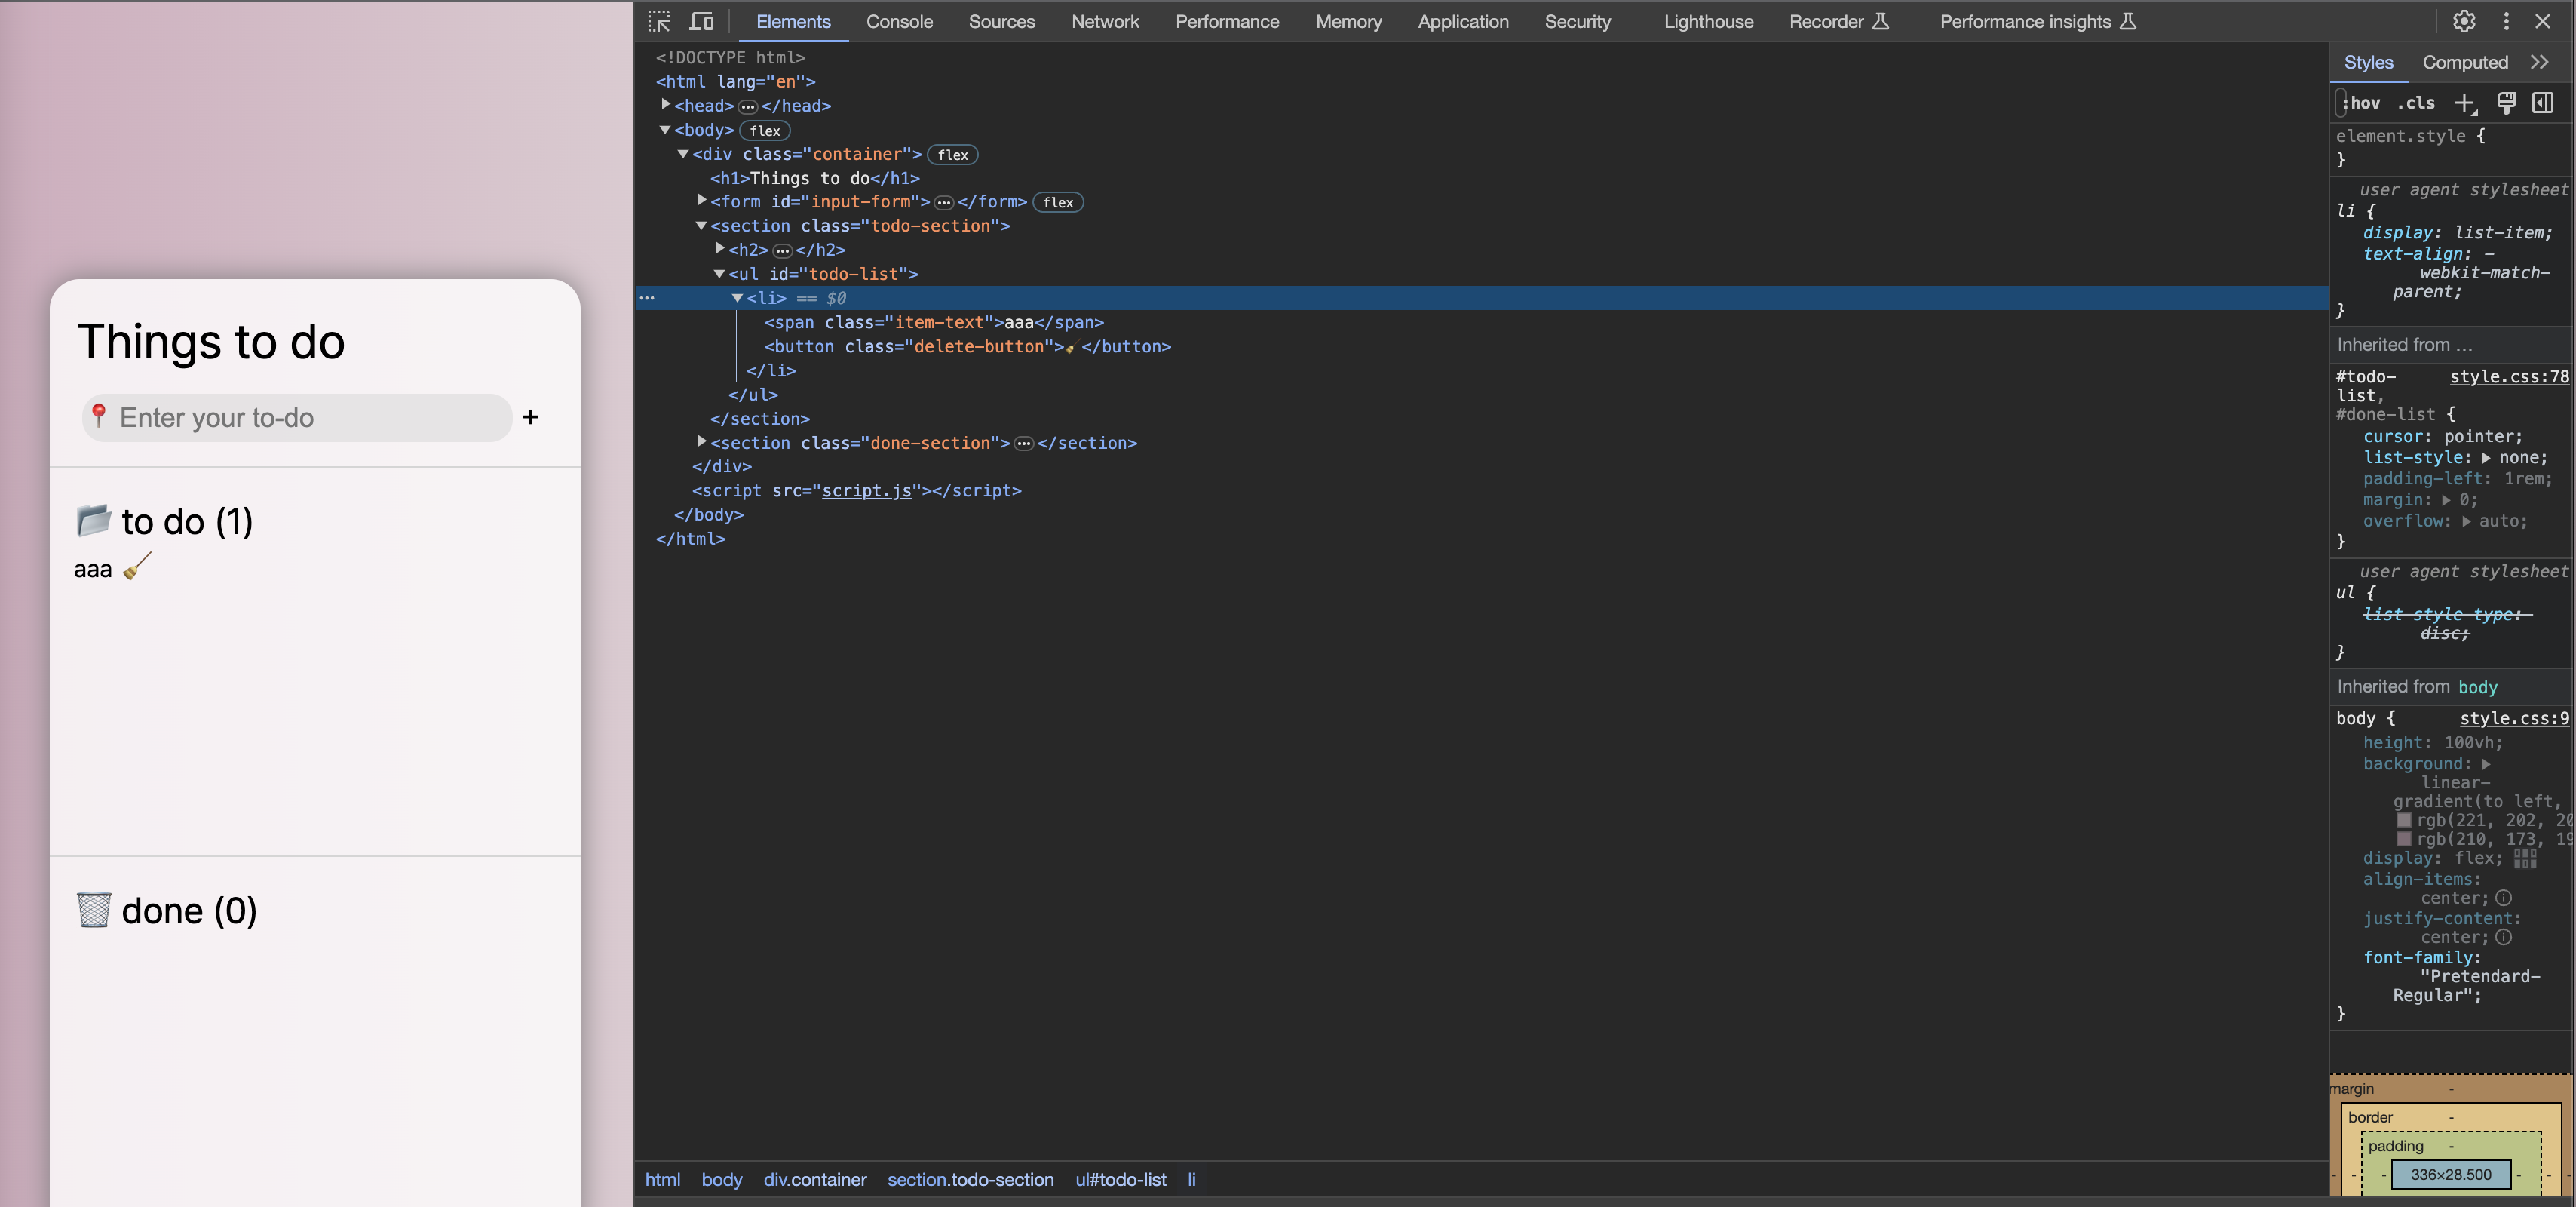 Things to do
Enter your to-do
+
to do (1)
aaa
done (0)
Elements Console Sources Network Performance Memory Application Security Lighthouse Recorder Performance insights
<!DOCTYPE html>
<html lang="en">
<head> ••• </head>
<body> flex
<div class="container"> flex
<h1>Things to do</h1>
<form id="input-form"> ••• </form> flex
<section class="todo-section">
<h2> ••• </h2>
<ul id="todo-list">
••• <li> == $0
<span class="item-text">aaa</span>
<button class="delete-button">🧹</button>
</li>
</ul>
</section>
<section class="done-section"> ••• </section>
</div>
<script src="script.js"></script>
</body>
</html>
html body div.container section.todo-section ul#todo-list li
Styles Computed
:hov .cls
element.style {
}
user agent stylesheet
li {
display: list-item;
text-align: -
webkit-match-
parent;
}
Inherited from ...
#todo- style.css:78
list,
#done-list {
cursor: pointer;
list-style: none;
padding-left: 1rem;
margin: 0;
overflow: auto;
}
user agent stylesheet
ul {
list-style-type:
disc;
}
Inherited from body
body { style.css:9
height: 100vh;
background:
linear-
gradient(to left,
rgb(221, 202, 20
rgb(210, 173, 19
display: flex;
align-items:
center;
justify-content:
center;
font-family:
"Pretendard-
Regular";
}
margin -
border -
padding -
336×28.500